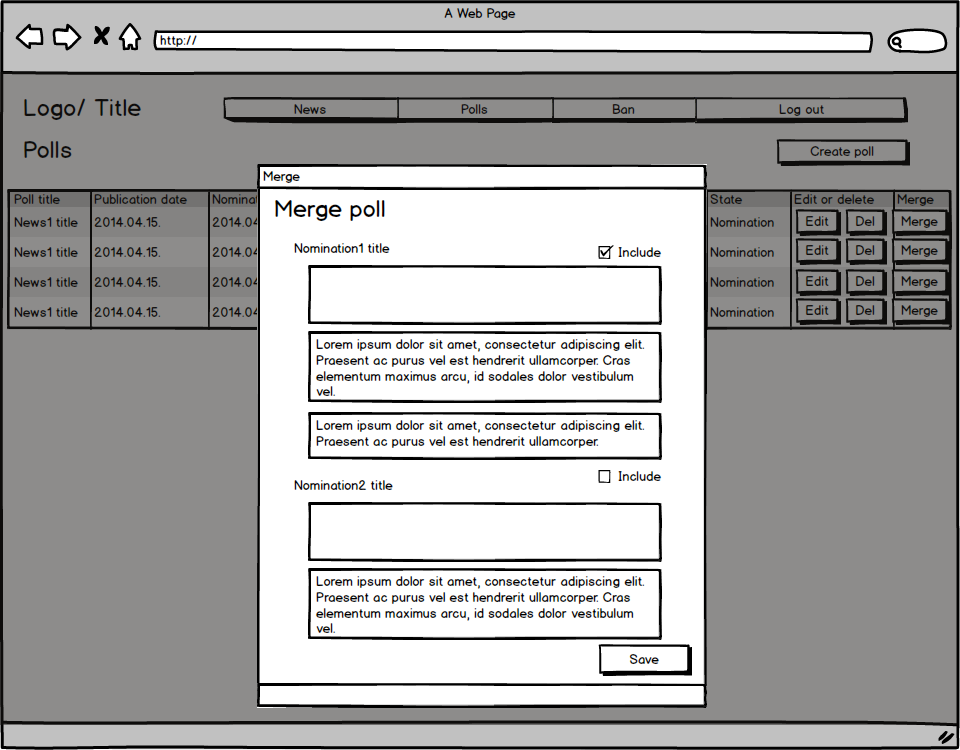 A Web Page
http://
Logo/ Title
News Polls Ban Log out
Polls
Create poll
Poll title Publication date Nominat State Edit or delete Merge
News1 title 2014.04.15. 2014.04 Nomination Edit Del Merge
News1 title 2014.04.15. 2014.04 Nomination Edit Del Merge
News1 title 2014.04.15. 2014.04 Nomination Edit Del Merge
News1 title 2014.04.15. 2014.04 Nomination Edit Del Merge
Merge
Merge poll
Nomination1 title
Include
Lorem ipsum dolor sit amet, consectetur adipiscing elit.
Praesent ac purus vel est hendrerit ullamcorper. Cras
elementum maximus arcu, id sodales dolor vestibulum
vel.
Lorem ipsum dolor sit amet, consectetur adipiscing elit.
Praesent ac purus vel est hendrerit ullamcorper.
Include
Nomination2 title
Lorem ipsum dolor sit amet, consectetur adipiscing elit.
Praesent ac purus vel est hendrerit ullamcorper. Cras
elementum maximus arcu, id sodales dolor vestibulum
vel.
Save